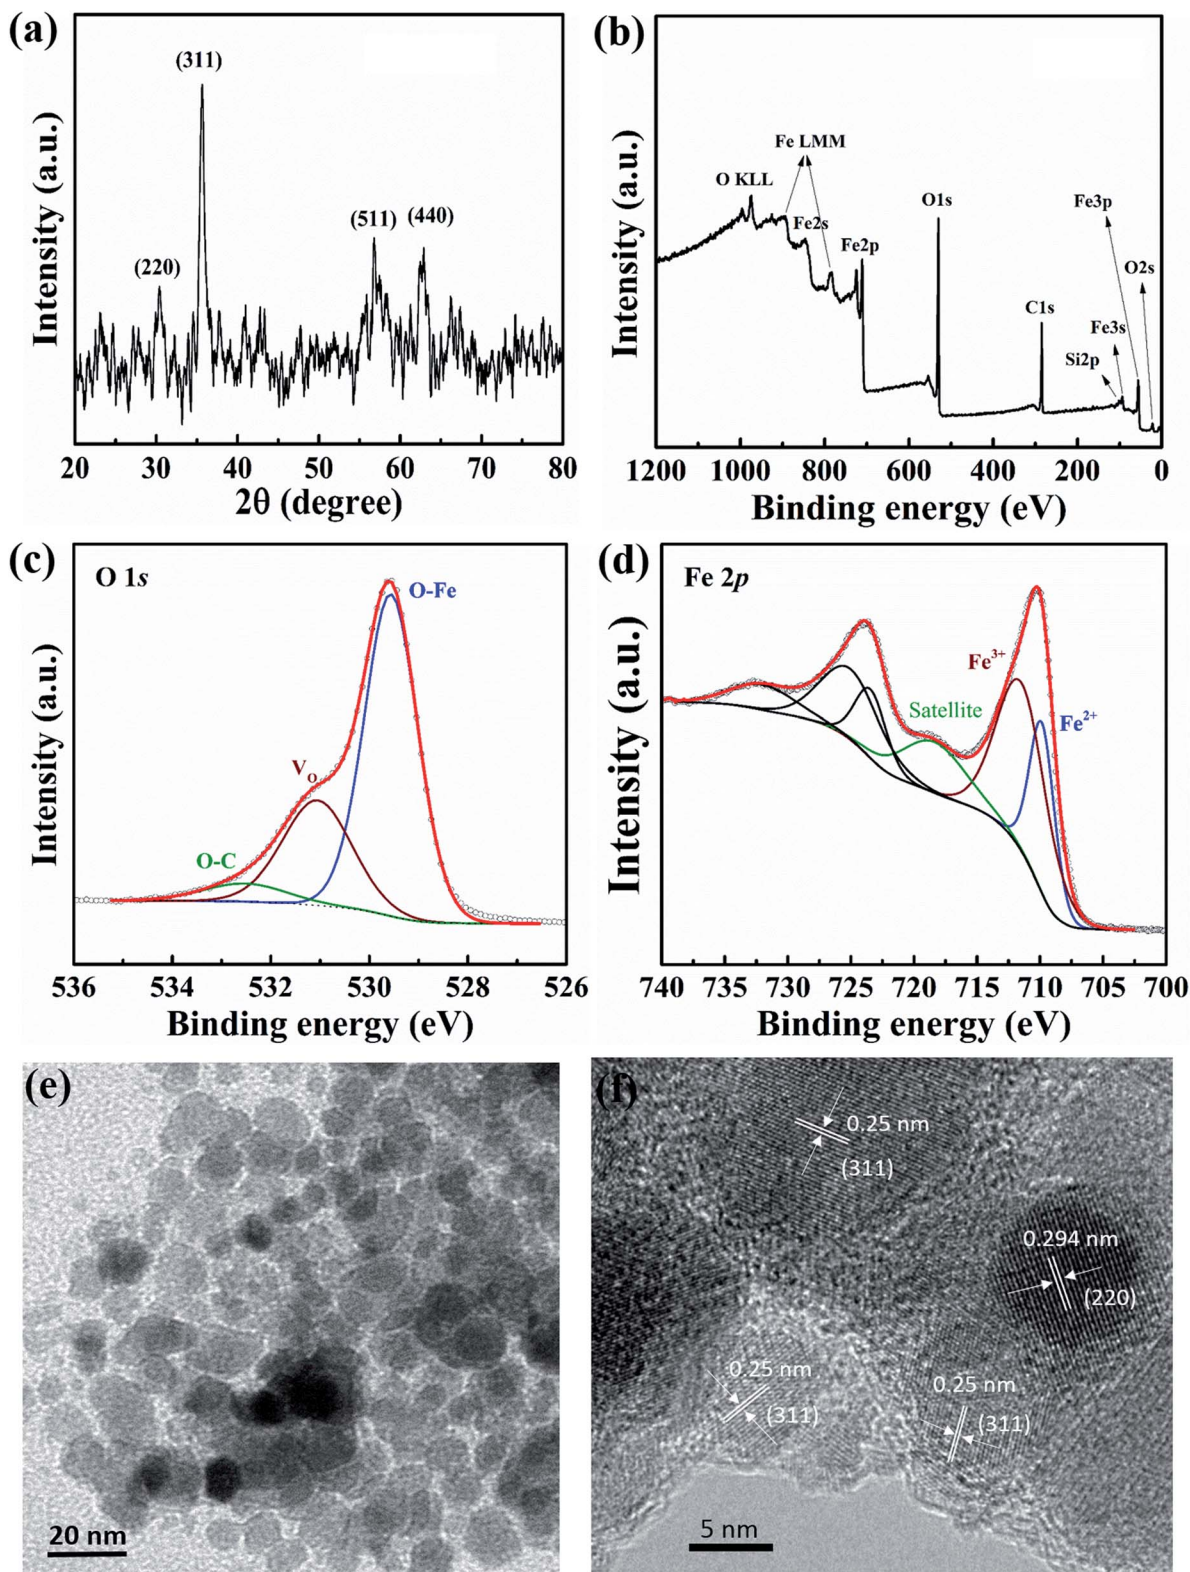 (a)
(311)
(220)
(511)
(440)
Intensity (a.u.)
20 30 40 50 60 70 80
2θ (degree)
(b)
Fe LMM
O KLL
Fe2s
Fe2p
O1s
C1s
Fe3p
O2s
Fe3s
Si2p
Intensity (a.u.)
1200 1000 800 600 400 200 0
Binding energy (eV)
(c)
O 1s
O-Fe
V_O
O-C
Intensity (a.u.)
536 534 532 530 528 526
Binding energy (eV)
(d)
Fe 2p
Fe³⁺
Satellite
Fe²⁺
Intensity (a.u.)
740 735 730 725 720 715 710 705 700
Binding energy (eV)
(e)
20 nm
(f)
0.25 nm
(311)
0.294 nm
(220)
0.25 nm
(311)
0.25 nm
(311)
5 nm